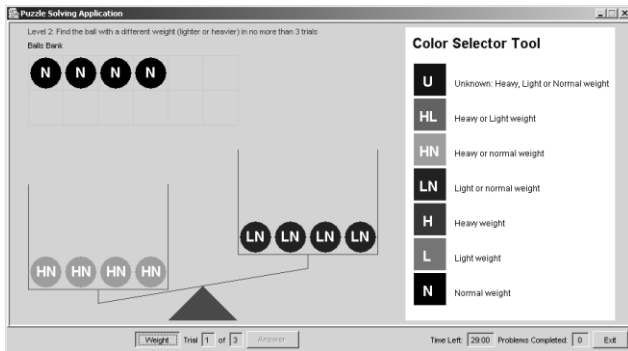 Puzzle Solving Application
Level 2: Find the ball with a different weight (lighter or heavier) in no more than 3 trials
Balls Bank
N N N N
HN HN HN HN
LN LN LN LN
Color Selector Tool
U Unknown: Heavy, Light or Normal weight
HL Heavy or Light weight
HN Heavy or normal weight
LN Light or normal weight
H Heavy weight
L Light weight
N Normal weight
Weight Trial 1 of 3 Answer Time Left: 29:00 Problems Completed: 0 Exit